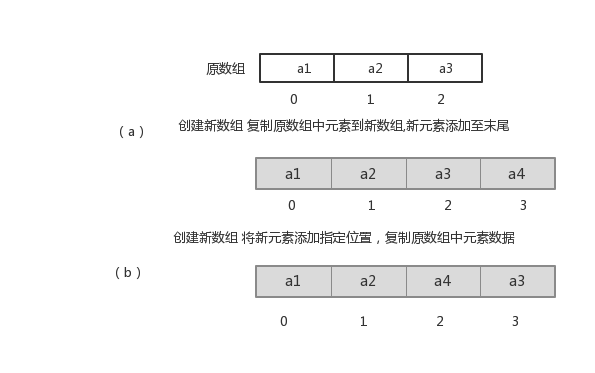 原数组 a1 a2 a3
0 1 2
(a) 创建新数组 复制原数组中元素到新数组,新元素添加至末尾
a1 a2 a3 a4
0 1 2 3
创建新数组 将新元素添加指定位置，复制原数组中元素数据
(b) a1 a2 a4 a3
0 1 2 3